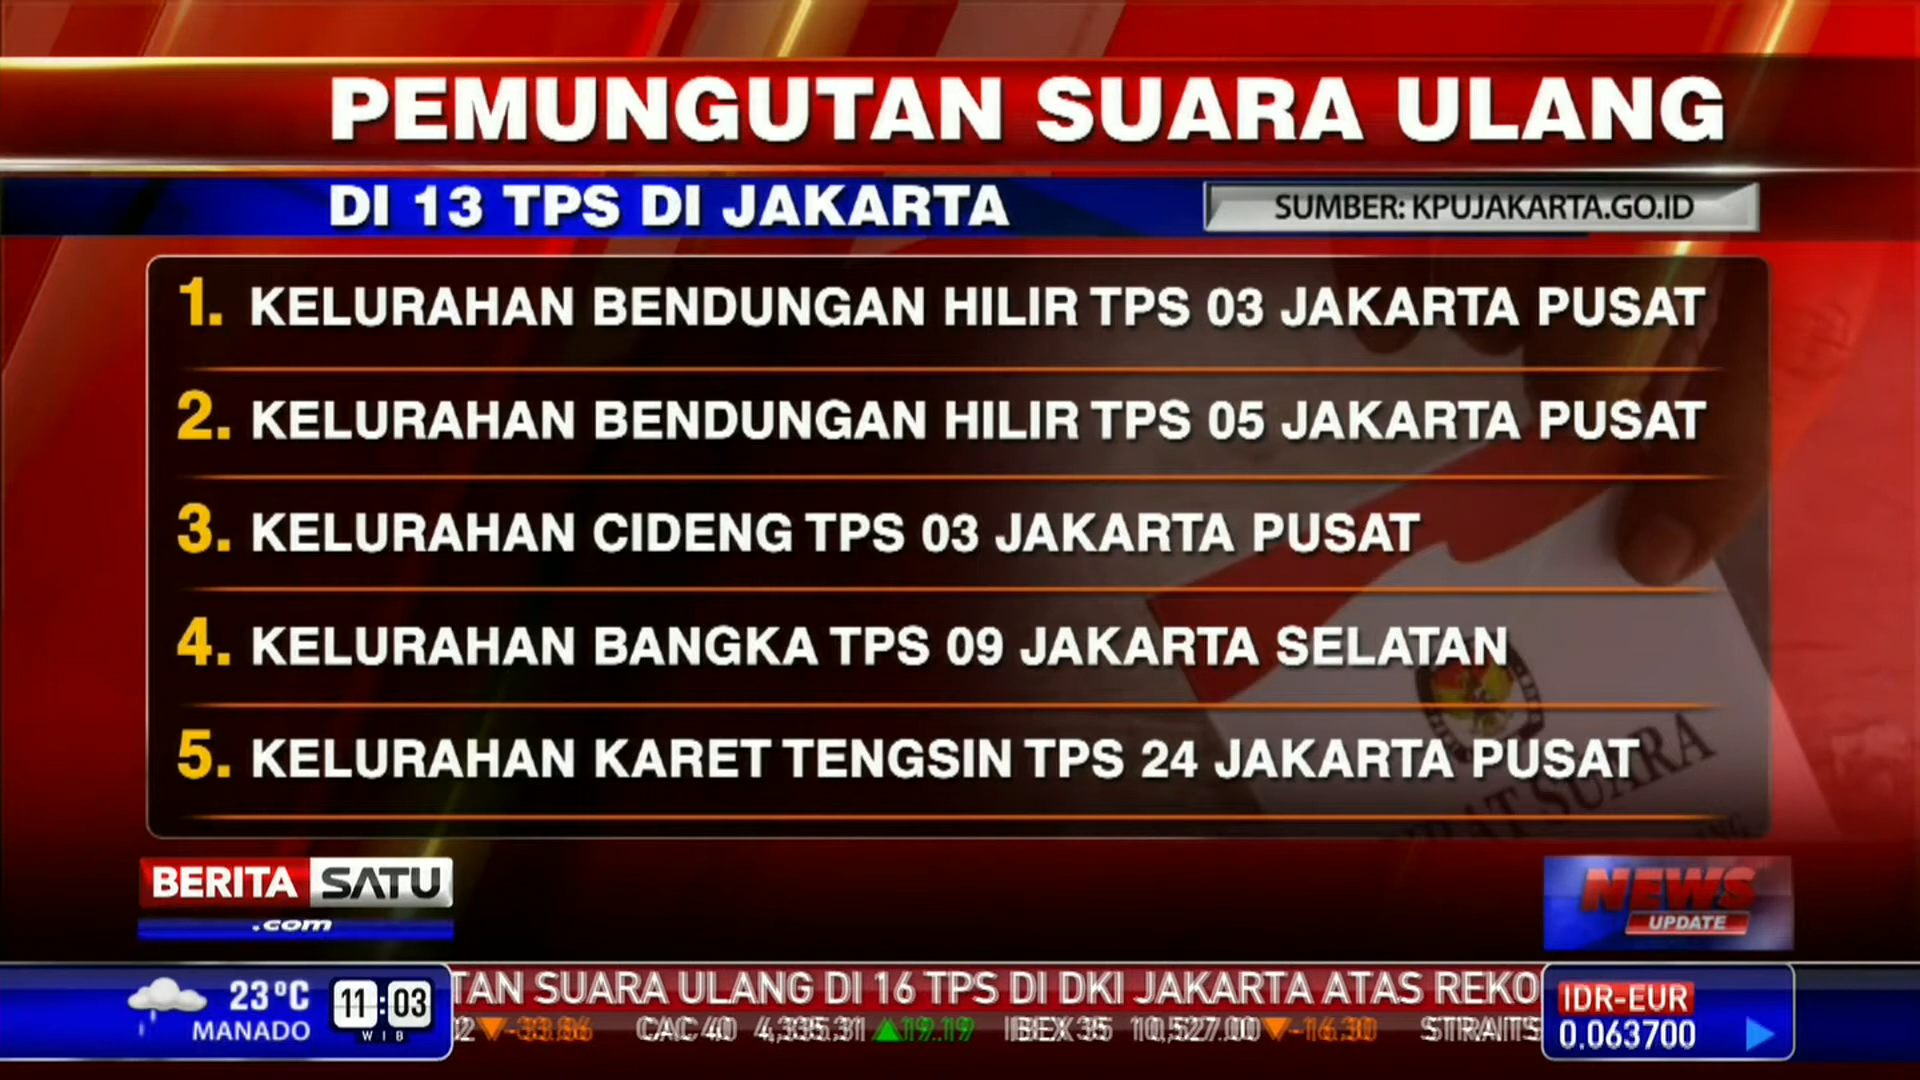 PEMUNGUTAN SUARA ULANG
DI 13 TPS DI JAKARTA
SUMBER: KPUJAKARTA.GO.ID
1. KELURAHAN BENDUNGAN HILIR TPS 03 JAKARTA PUSAT
2. KELURAHAN BENDUNGAN HILIR TPS 05 JAKARTA PUSAT
3. KELURAHAN CIDENG TPS 03 JAKARTA PUSAT
4. KELURAHAN BANGKA TPS 09 JAKARTA SELATAN
5. KELURAHAN KARET TENGSIN TPS 24 JAKARTA PUSAT
RAT SUARA
BERITA SATU
.com
NEWS
UPDATE
23°C
MANADO
11:03
WIB
TAN SUARA ULANG DI 16 TPS DI DKI JAKARTA ATAS REKO
-33.86 CAC 40 4,335.31 19.19 IBEX 35 10,527.00 -16.30 STRAITS
IDR-EUR
0.063700